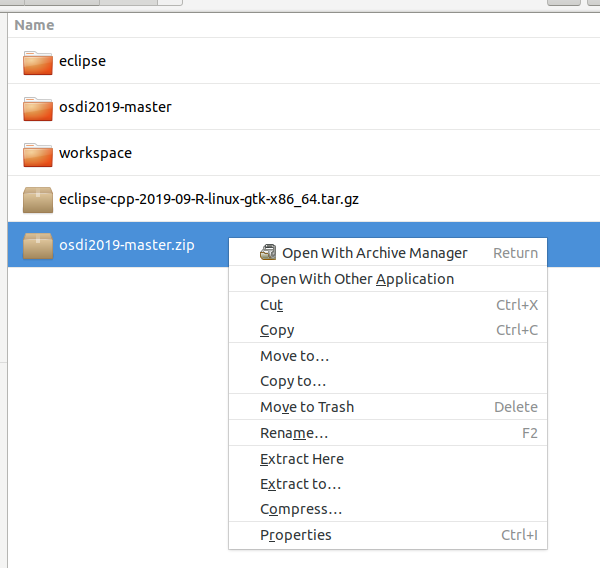 Name
eclipse
osdi2019-master
workspace
eclipse-cpp-2019-09-R-linux-gtk-x86_64.tar.gz
osdi2019-master.zip
Open With Archive Manager Return
Open With Other Application
Cut Ctrl+X
Copy Ctrl+C
Move to…
Copy to…
Move to Trash Delete
Rename… F2
Extract Here
Extract to…
Compress…
Properties Ctrl+I